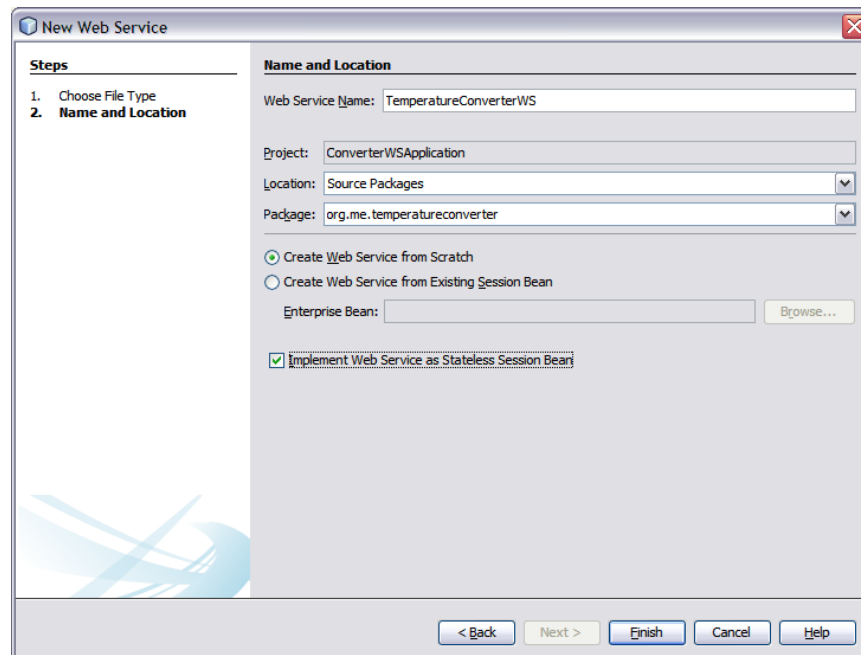 New Web Service
Steps
1. Choose File Type
2. Name and Location
Name and Location
Web Service Name: TemperatureConverterWS
Project: ConverterWSApplication
Location: Source Packages
Package: org.me.temperatureconverter
Create Web Service from Scratch
Create Web Service from Existing Session Bean
Enterprise Bean: Browse...
Implement Web Service as Stateless Session Bean
< Back Next > Finish Cancel Help